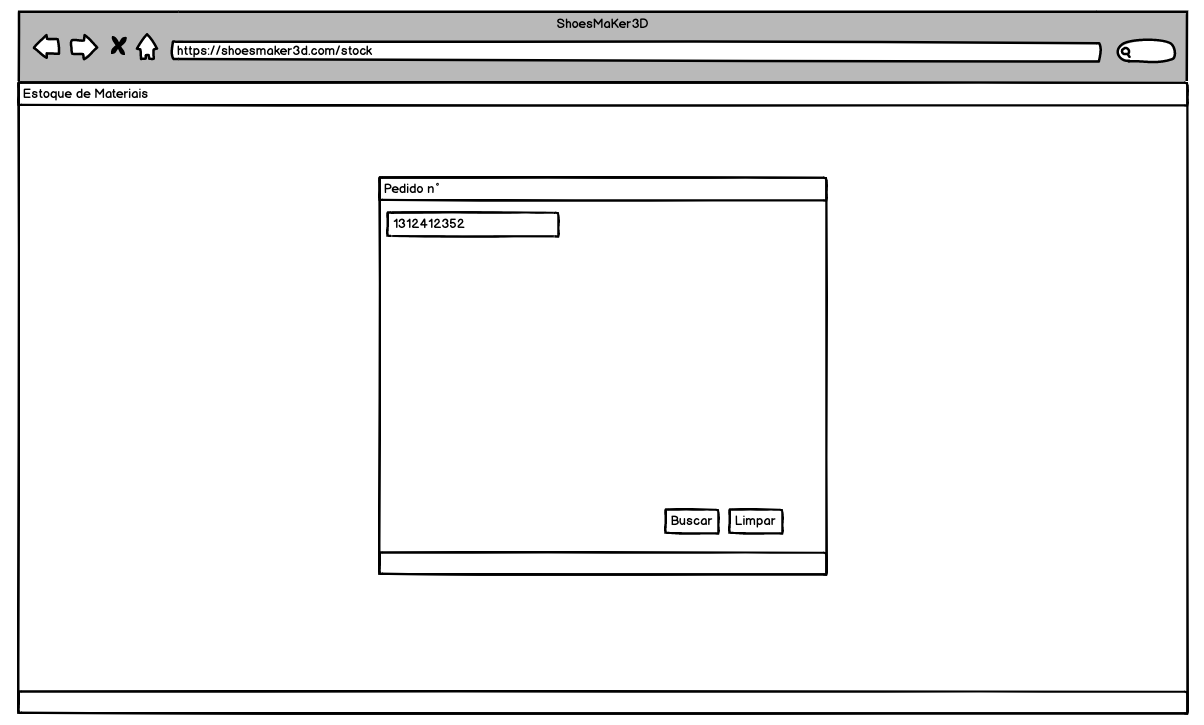 ShoesMaKer3D
https://shoesmaker3d.com/stock
Estoque de Materiais
Pedido n°
1312412352
Buscar Limpar